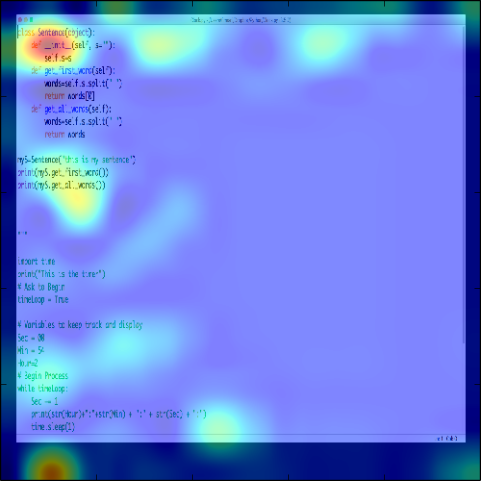 class Sentence(object):
def __init__(self, s=""):
self.s=s
def get_first_word(self):
words=self.s.split(" ")
return words[0]
def get_all_words(self):
words=self.s.split(" ")
return words
myS=Sentence("this is my sentence")
print(myS.get_first_word())
print(myS.get_all_words())
import time
print("This is the timer")
# Ask to Begin
timeLoop = True
# Variables to keep track and display
Sec = 00
Min = 54
Hour=2
# Begin Process
while timeLoop:
Sec -= 1
print(str(Hour)+":"+str(Min) + ":" + str(Sec) + ":")
time.sleep(1)